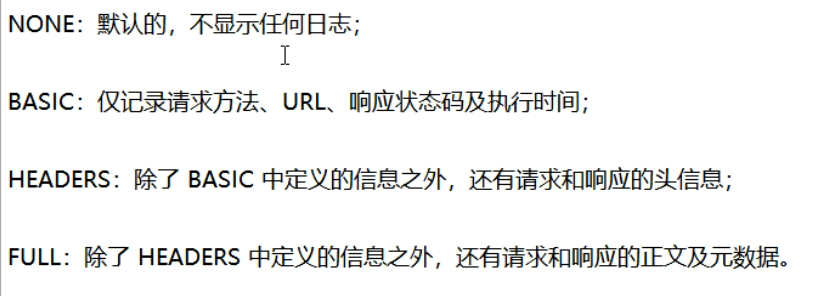 NONE：默认的，不显示任何日志；
BASIC：仅记录请求方法、URL、响应状态码及执行时间；
HEADERS：除了 BASIC 中定义的信息之外，还有请求和响应的头信息；
FULL：除了 HEADERS 中定义的信息之外，还有请求和响应的正文及元数据。